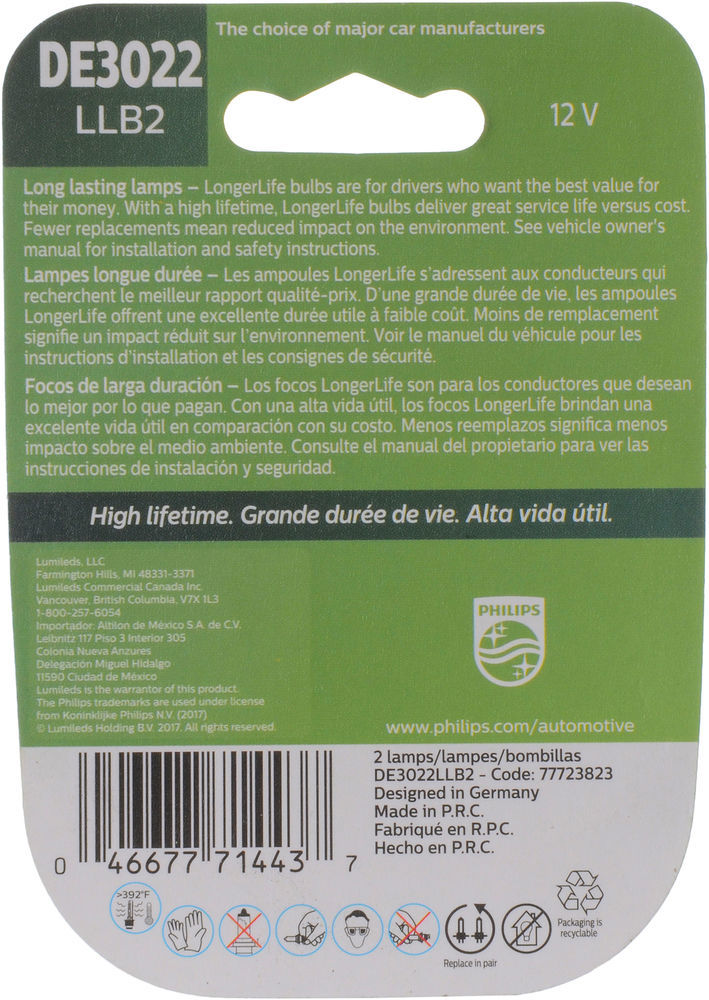 The choice of major car manufacturers
DE3022
LLB2
12 V
Long lasting lamps – LongerLife bulbs are for drivers who want the best value for
their money. With a high lifetime, LongerLife bulbs deliver great service life versus cost.
Fewer replacements mean reduced impact on the environment. See vehicle owner's
manual for installation and safety instructions.
Lampes longue durée – Les ampoules LongerLife s'adressent aux conducteurs qui
recherchent le meilleur rapport qualité-prix. D'une grande durée de vie, les ampoules
LongerLife offrent une excellente durée utile à faible coût. Moins de remplacement
signifie un impact réduit sur l'environnement. Voir le manuel du véhicule pour les
instructions d'installation et les consignes de sécurité.
Focos de larga duración – Los focos LongerLife son para los conductores que desean
lo mejor por lo que pagan. Con una alta vida útil, los focos LongerLife brindan una
excelente vida útil en comparación con su costo. Menos reemplazos significa menos
impacto sobre el medio ambiente. Consulte el manual del propietario para ver las
instrucciones de instalación y seguridad.
High lifetime. Grande durée de vie. Alta vida útil.
Lumileds, LLC
Farmington Hills, MI 48331-3371
Lumileds Commercial Canada Inc.
Vancouver, British Columbia, V7X 1L3
1-800-257-6054
Importador: Altilon de México S.A. de C.V.
Leibnitz 117 Piso 3 Interior 305
Colonia Nueva Anzures
Delegación Miguel Hidalgo
11590 Ciudad de México
Lumileds is the warrantor of this product.
The Philips trademarks are used under license
from Koninklijke Philips N.V. (2017)
© Lumileds Holding B.V. 2017. All rights reserved.
PHILIPS
www.philips.com/automotive
2 lamps/lampes/bombillas
DE3022LLB2 - Code: 77723823
Designed in Germany
Made in P.R.C.
Fabriqué en R.P.C.
Hecho en P.R.C.
0 46677 71443 7
>392°F
Replace in pair
Packaging is
recyclable